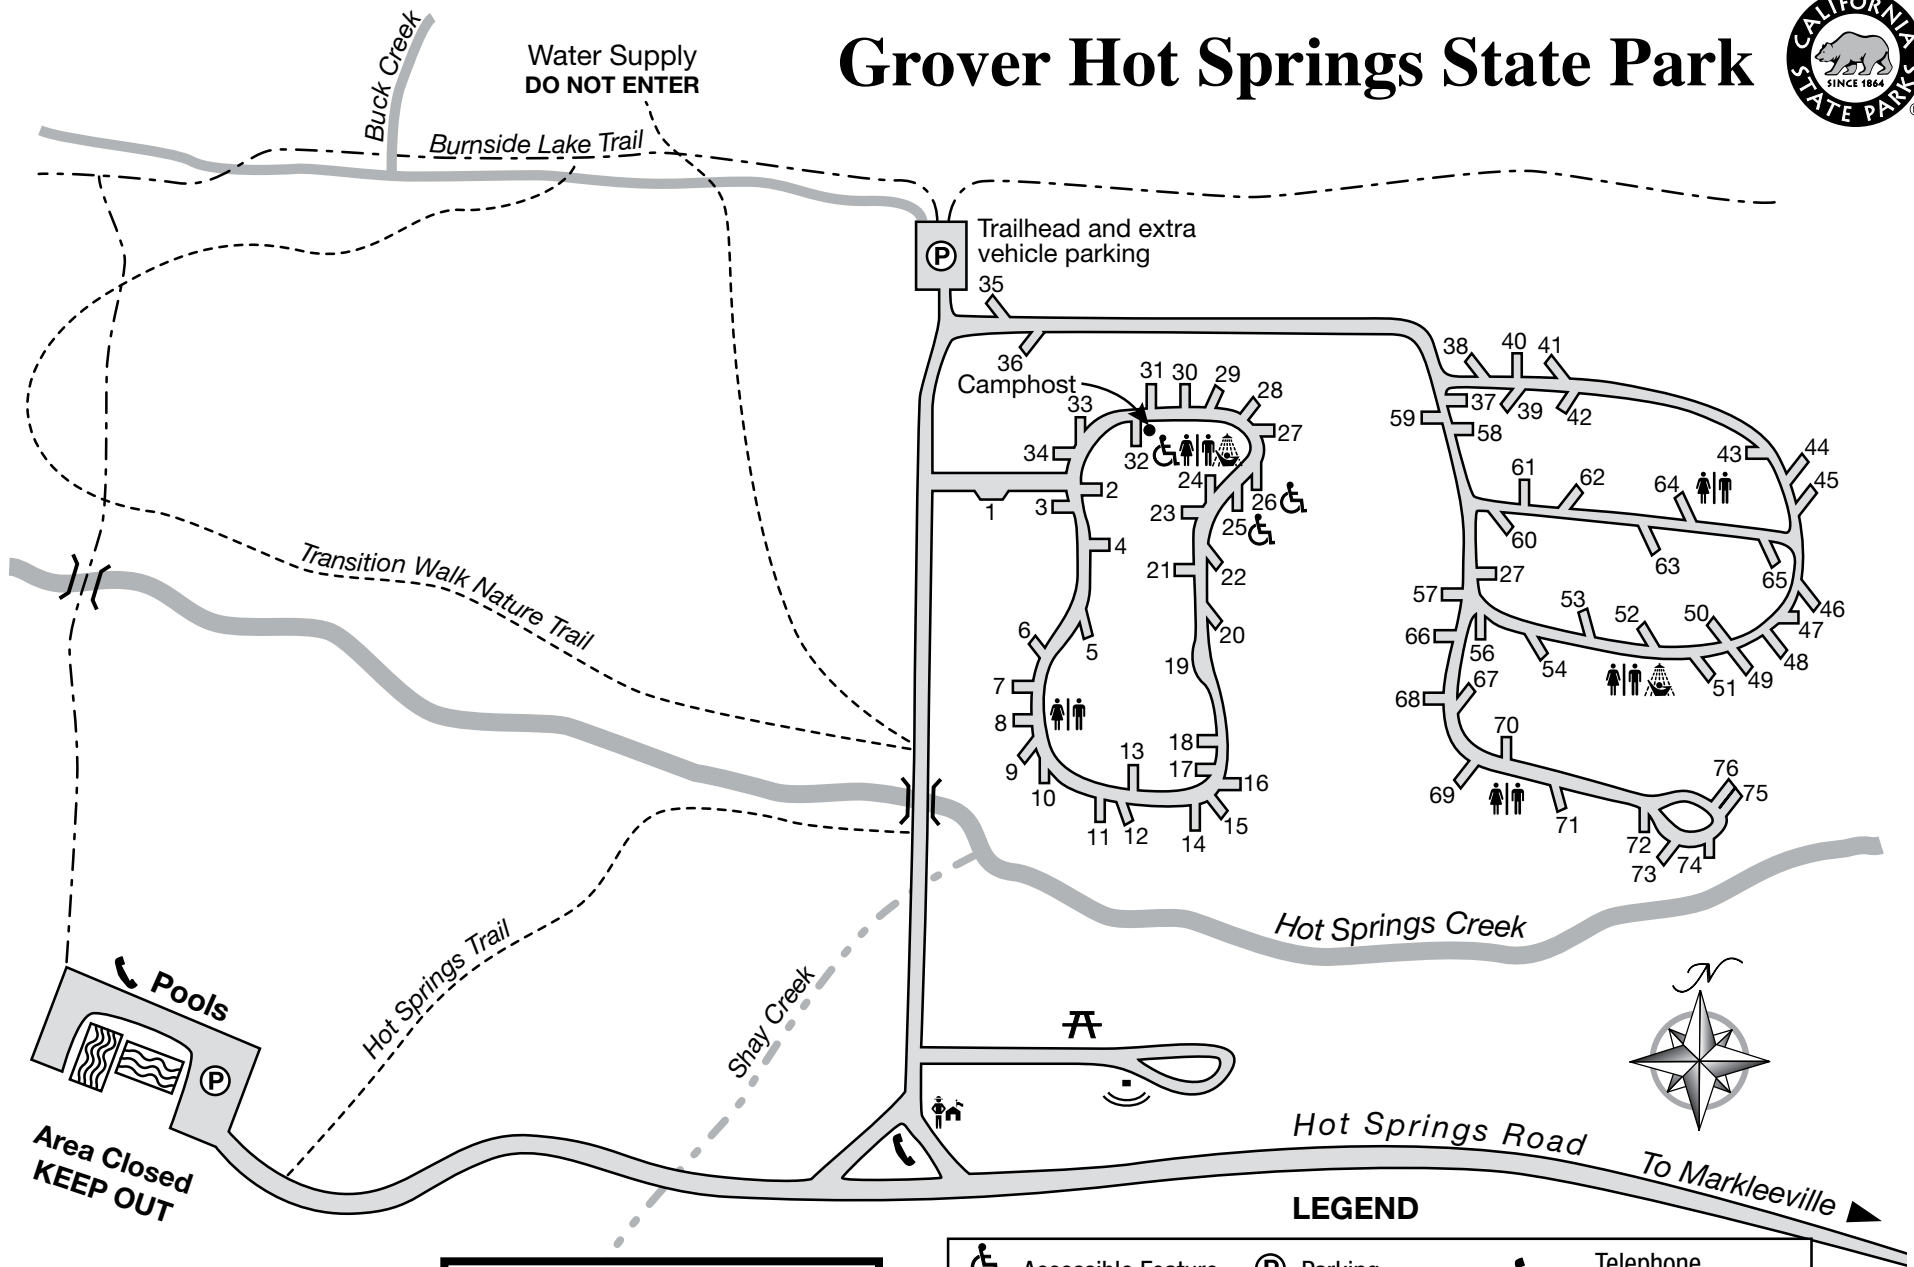 Grover Hot Springs State Park
CALIFORNIA
STATE PARKS
SINCE 1864
®
Buck Creek
Water Supply
DO NOT ENTER
Burnside Lake Trail
Trailhead and extra
vehicle parking
P
35
36
Camphost
31
30
29
28
27
33
34
32
24
26
25
23
2
3
1
4
21
22
20
19
5
6
7
8
9
10
11
12
13
14
15
16
17
18
38
40
41
37
39
42
59
58
43
44
45
61
62
64
60
63
65
27
57
66
56
53
52
50
54
51
49
48
47
46
67
68
70
69
71
72
73
74
75
76
Transition Walk Nature Trail
Hot Springs Trail
Shay Creek
Hot Springs Creek
Pools
P
Area Closed
KEEP OUT
N
Hot Springs Road
To Markleeville
LEGEND
Accessible Feature
P Parking
Telephone